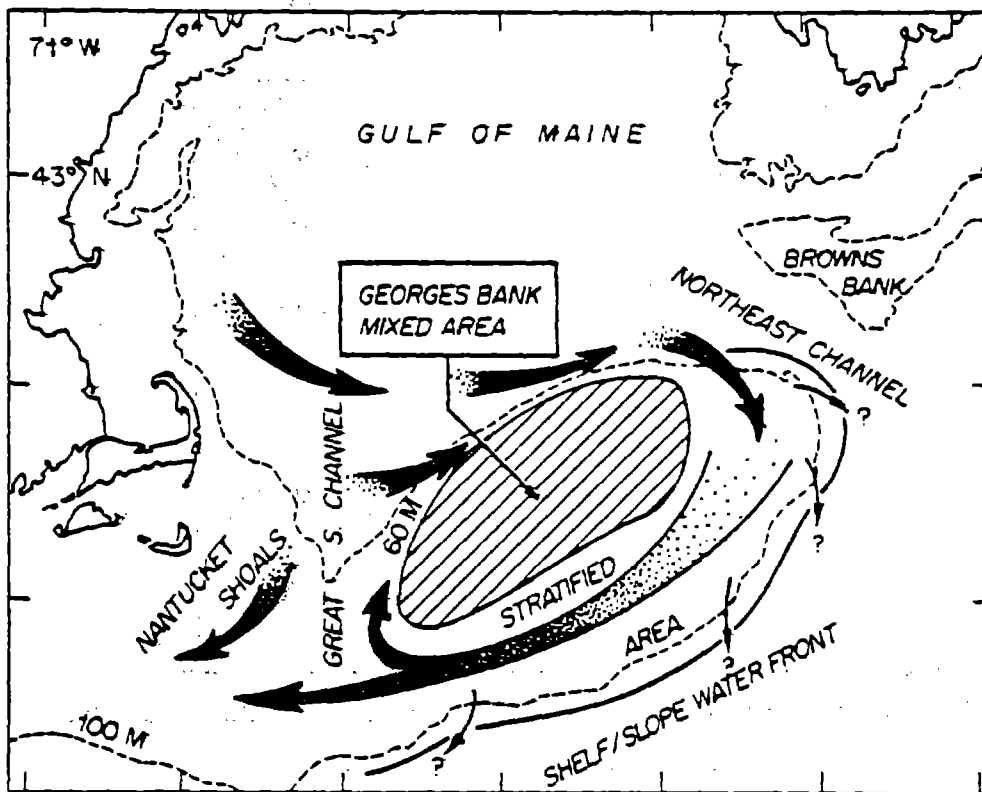 71° W
GULF OF MAINE
43° N
BROWNS
BANK
GEORGES BANK
MIXED AREA
NORTHEAST CHANNEL
?
GREAT S. CHANNEL
60 M
NANTUCKET
SHOALS
STRATIFIED
AREA
?
?
?
SHELF/SLOPE WATER FRONT
100 M